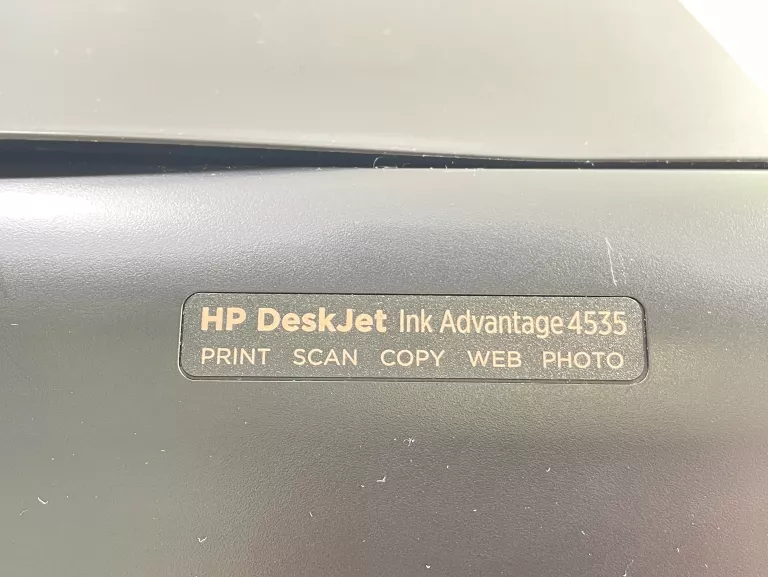 HP DeskJet Ink Advantage 4535
PRINT SCAN COPY WEB PHOTO